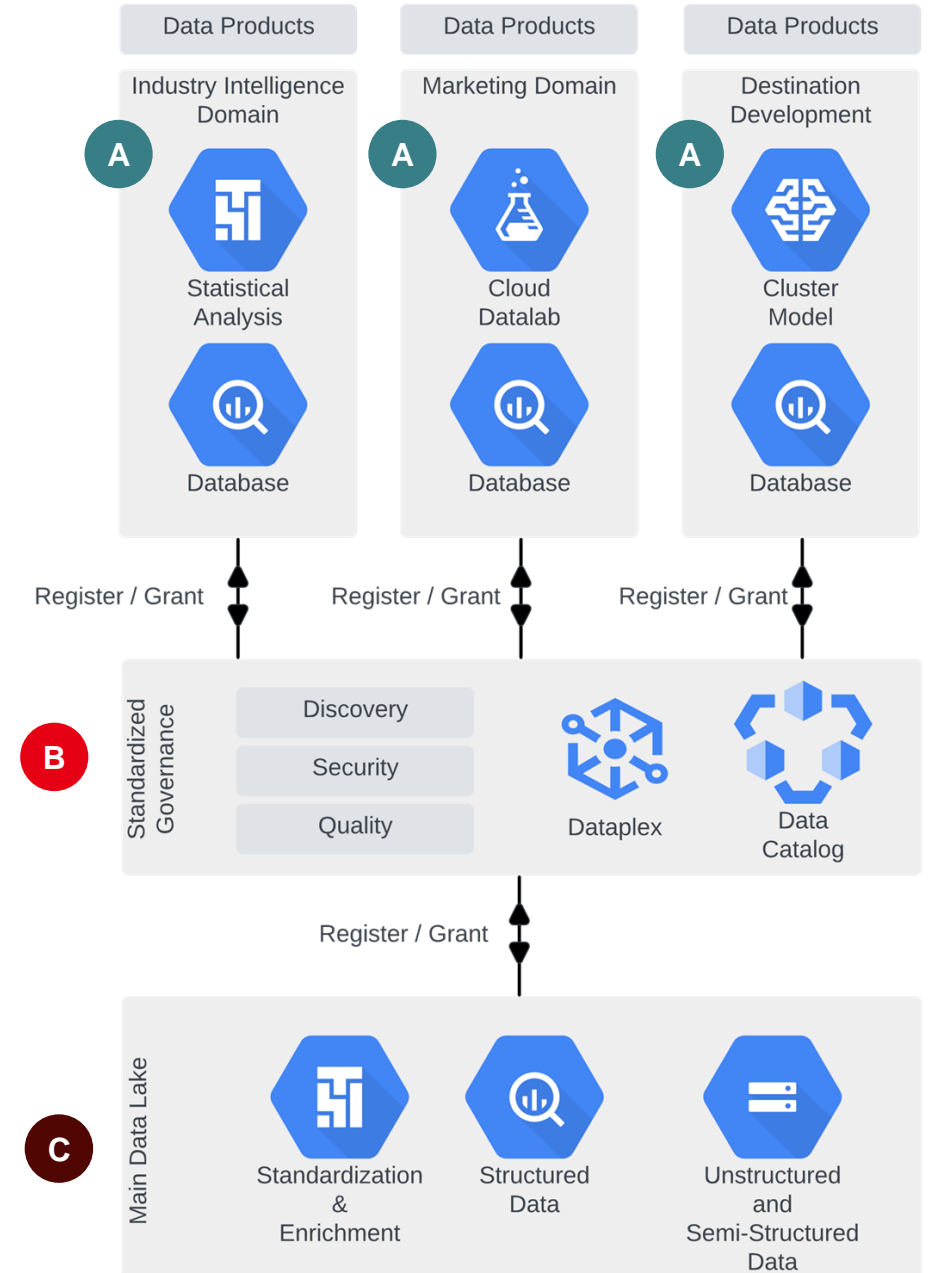 Data Products
Data Products
Data Products
Industry Intelligence
Domain
Marketing Domain
Destination
Development
A
A
A
Statistical
Analysis
Cloud
Datalab
Cluster
Model
Database
Database
Database
Register / Grant
Register / Grant
Register / Grant
B
Standardized
Governance
Discovery
Security
Quality
Dataplex
Data
Catalog
Register / Grant
C
Main Data Lake
Standardization
&
Enrichment
Structured
Data
Unstructured
and
Semi-Structured
Data